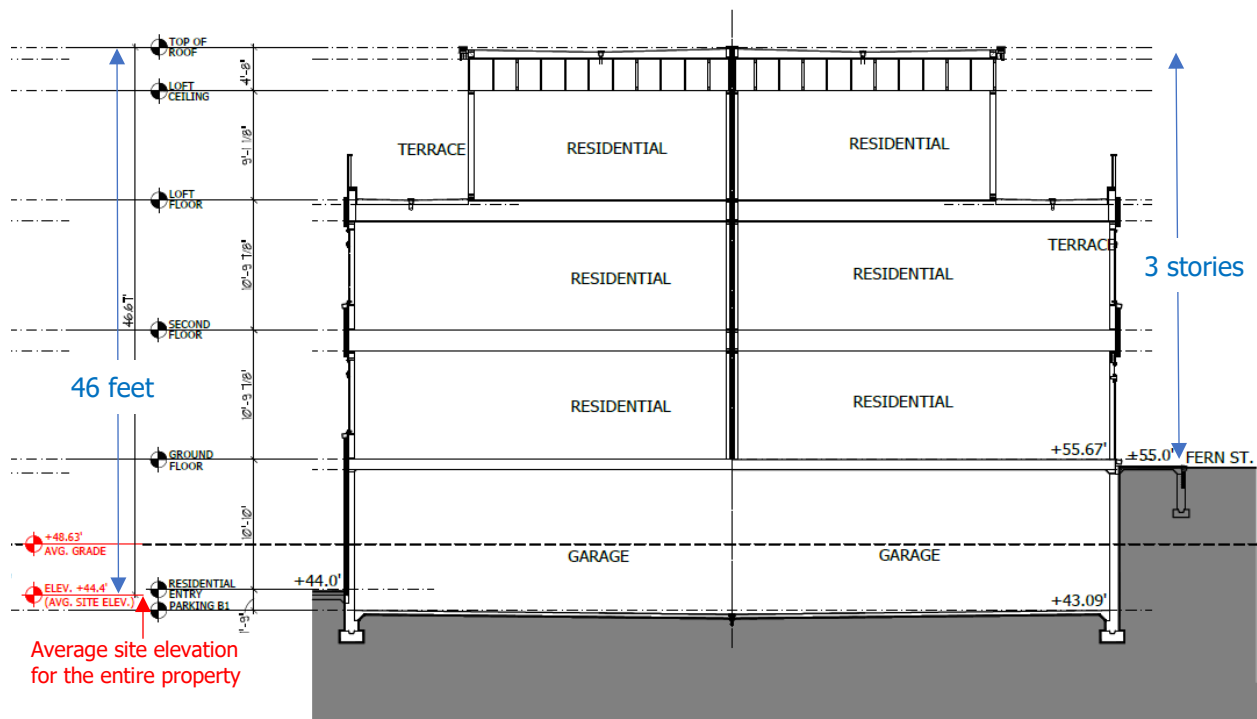 TOP OF
ROOF
4'-8"
LOFT
CEILING
9'-1 1/8"
TERRACE
RESIDENTIAL
RESIDENTIAL
LOFT
FLOOR
10'-9 7/8"
TERRACE
RESIDENTIAL
RESIDENTIAL
3 stories
46.67'
SECOND
FLOOR
46 feet
10'-9 7/8"
RESIDENTIAL
RESIDENTIAL
GROUND
FLOOR
+55.67'
+55.0'
FERN ST.
10'-10"
+48.63'
AVG. GRADE
GARAGE
GARAGE
RESIDENTIAL
ENTRY
+44.0'
ELEV. +44.4'
(AVG. SITE ELEV.)
PARKING B1
1'-9"
+43.09'
Average site elevation
for the entire property